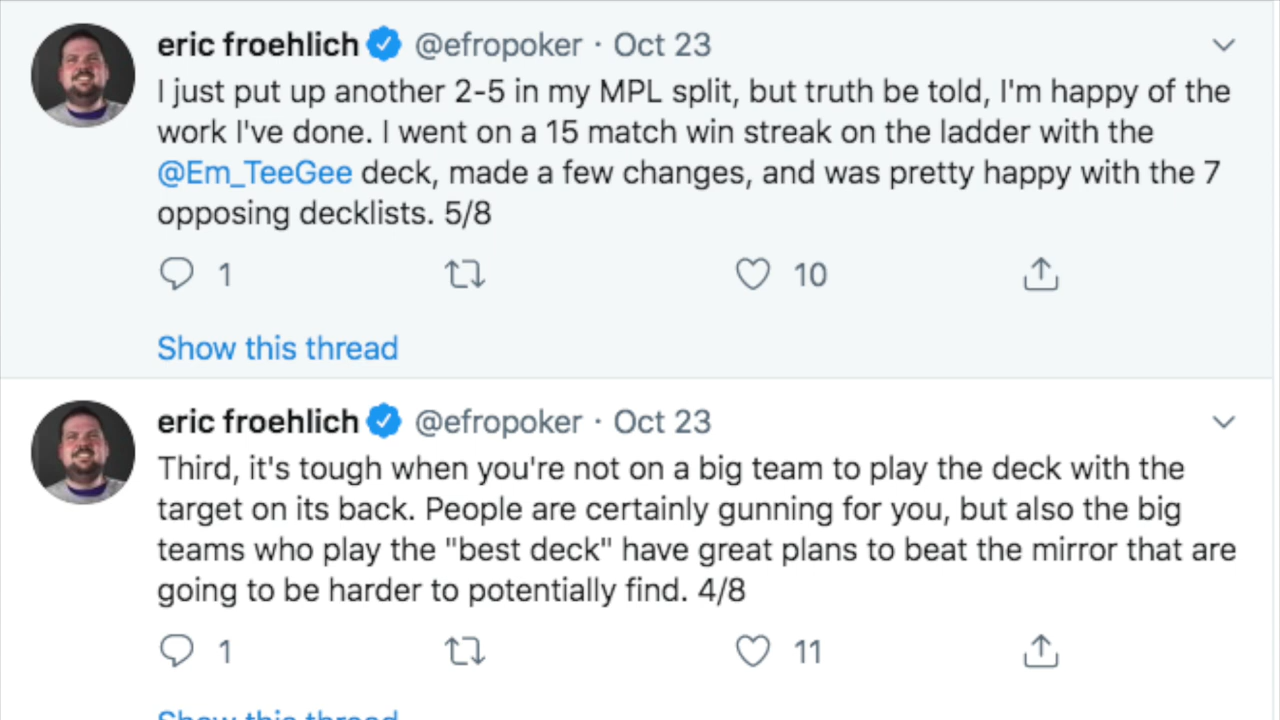 eric froehlich @efropoker · Oct 23
I just put up another 2-5 in my MPL split, but truth be told, I'm happy of the
work I've done. I went on a 15 match win streak on the ladder with the
@Em_TeeGee deck, made a few changes, and was pretty happy with the 7
opposing decklists. 5/8
1 10
Show this thread
eric froehlich @efropoker · Oct 23
Third, it's tough when you're not on a big team to play the deck with the
target on its back. People are certainly gunning for you, but also the big
teams who play the "best deck" have great plans to beat the mirror that are
going to be harder to potentially find. 4/8
1 11
Show this thread